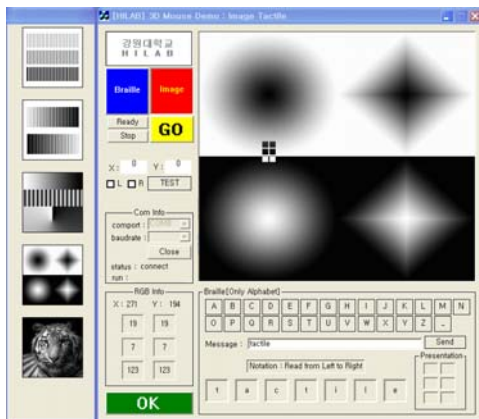 [HILAB] 3D Mouse Demo : Image Tactile
강원대학교
H I L A B
Braille
Image
Ready
Stop
GO
X : 0 Y : 0
L R TEST
Com Info
comport : COM8
baudrate :
Close
status : connect
run :
RGB Info
X : 271 Y : 194
19 19
7 7
123 123
OK
Braille[Only Alphabet]
A B C D E F G H I J K L M N
O P Q R S T U V W X Y Z .
Message : tactile Send
Notation : Read from Left to Right
Presentation
t a c t i l e